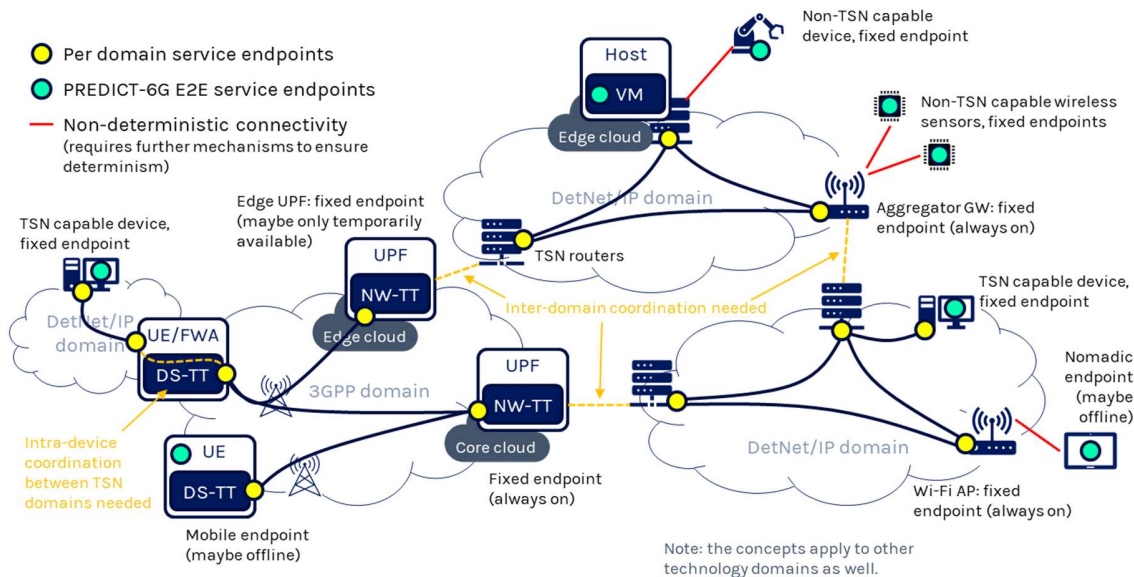 Per domain service endpoints
PREDICT-6G E2E service endpoints
Non-deterministic connectivity
(requires further mechanisms to ensure
determinism)
Host
VM
Edge cloud
Non-TSN capable
device, fixed endpoint
Non-TSN capable wireless
sensors, fixed endpoints
DetNet/IP domain
Aggregator GW: fixed
endpoint (always on)
TSN routers
Edge UPF: fixed endpoint
(maybe only temporarily
available)
UPF
NW-TT
Edge cloud
TSN capable device,
fixed endpoint
DetNet/IP
domain
UE/FWA
DS-TT
Intra-device
coordination
between TSN
domains needed
3GPP domain
UE
DS-TT
Mobile endpoint
(maybe offline)
UPF
NW-TT
Core cloud
Fixed endpoint
(always on)
Inter-domain coordination needed
TSN capable device,
fixed endpoint
Nomadic
endpoint
(maybe
offline)
DetNet/IP domain
Wi-Fi AP: fixed
endpoint (always on)
Note: the concepts apply to other
technology domains as well.